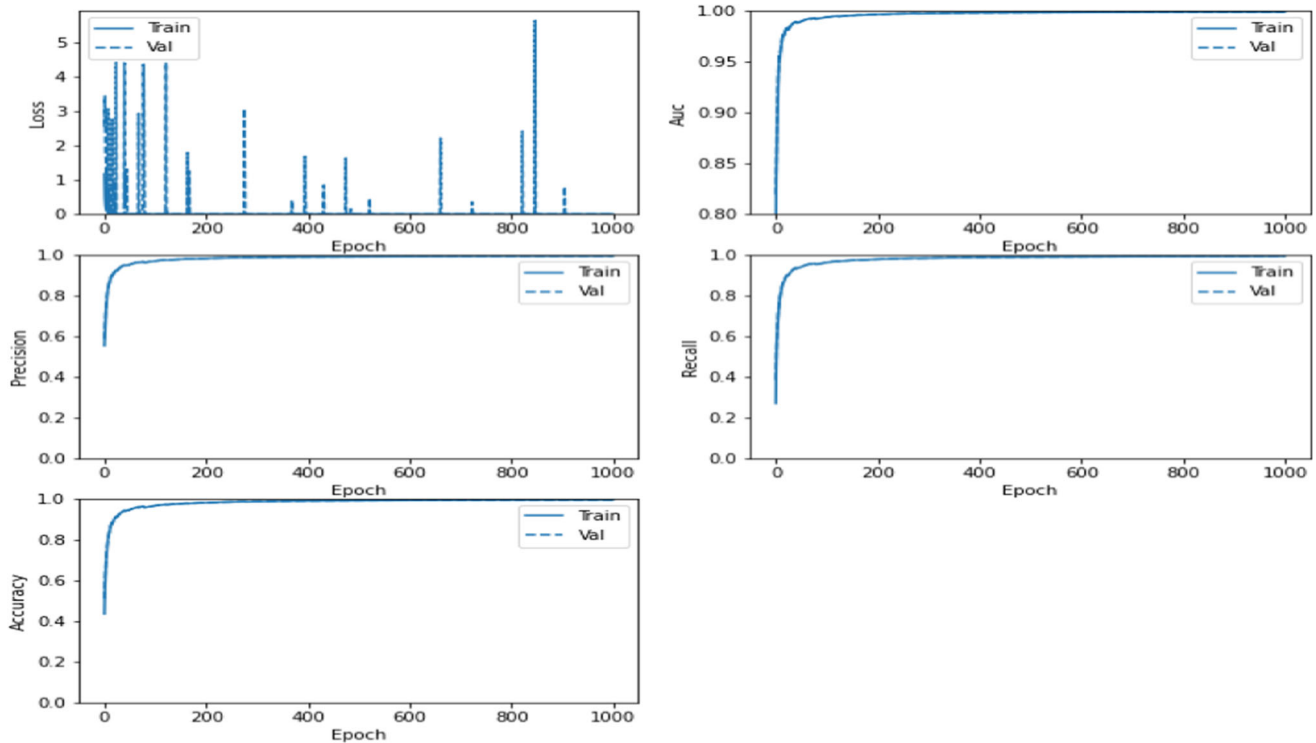 Train
Val
5
4
3
2
1
0
Loss
0 200 400 600 800 1000
Epoch
Train
Val
1.00
0.95
0.90
0.85
0.80
Auc
0 200 400 600 800 1000
Epoch
Train
Val
1.0
0.8
0.6
0.4
0.2
0.0
Precision
0 200 400 600 800 1000
Epoch
Train
Val
1.0
0.8
0.6
0.4
0.2
0.0
Recall
0 200 400 600 800 1000
Epoch
Train
Val
1.0
0.8
0.6
0.4
0.2
0.0
Accuracy
0 200 400 600 800 1000
Epoch